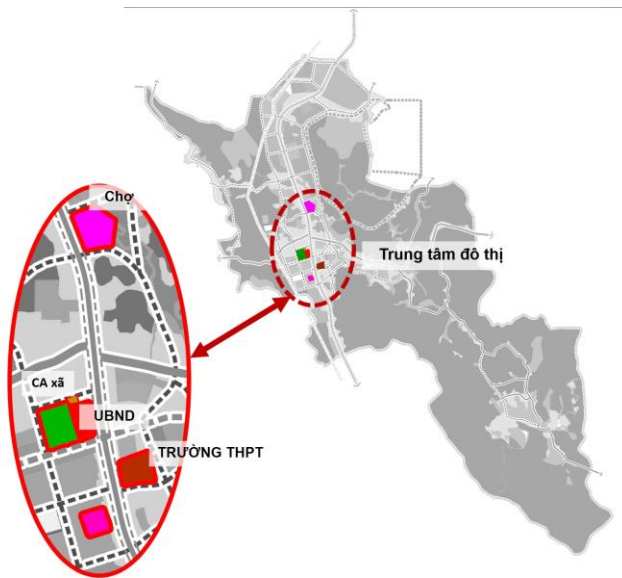 Chợ
Trung tâm đô thị
CA xã
UBND
TRƯỜNG THPT